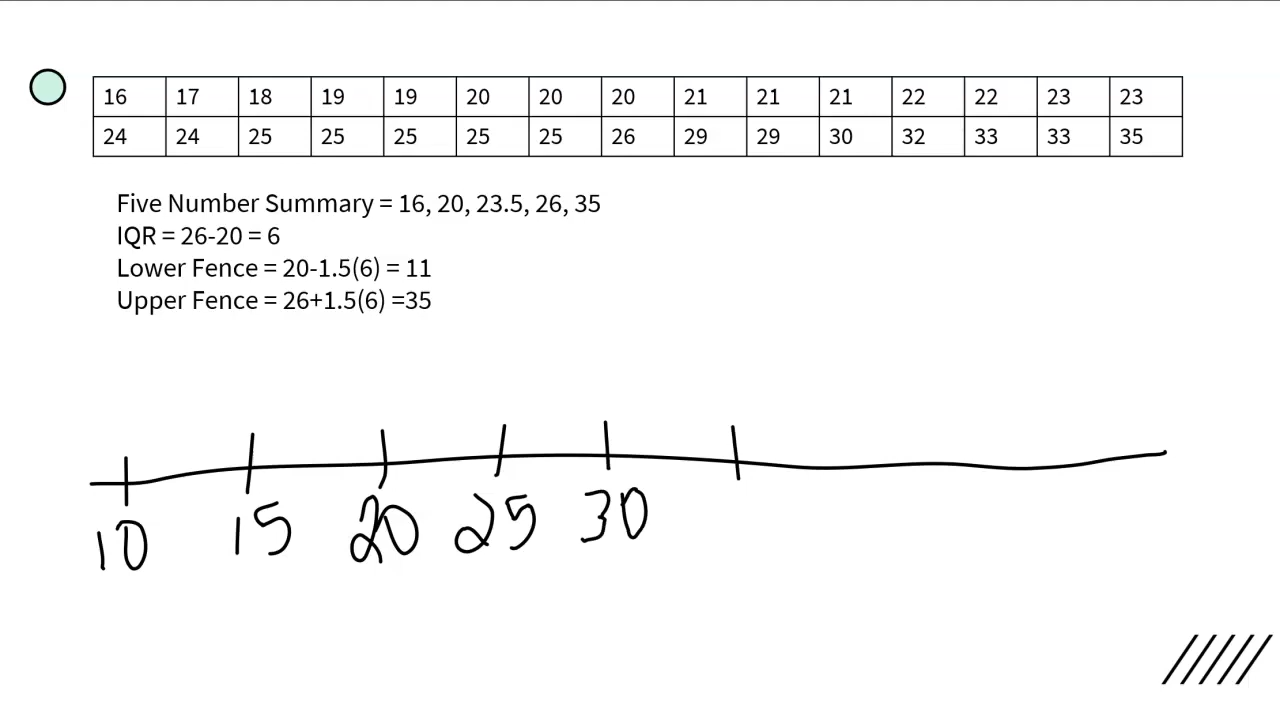 16 17 18 19 19 20 20 20 21 21 21 22 22 23 23
24 24 25 25 25 25 25 26 29 29 30 32 33 33 35
Five Number Summary = 16, 20, 23.5, 26, 35
IQR = 26-20 = 6
Lower Fence = 20-1.5(6) = 11
Upper Fence = 26+1.5(6) =35
10 15 20 25 30